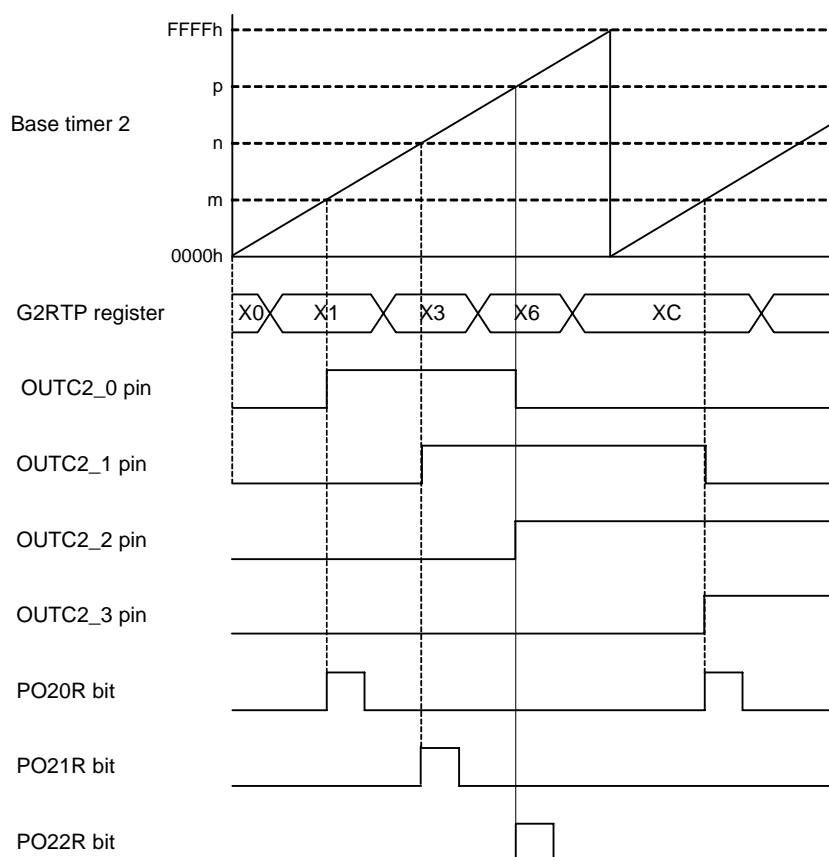 FFFFh
p
Base timer 2
n
m
0000h
G2RTP register X0 X1 X3 X6 XC
OUTC2_0 pin
OUTC2_1 pin
OUTC2_2 pin
OUTC2_3 pin
PO20R bit
PO21R bit
PO22R bit